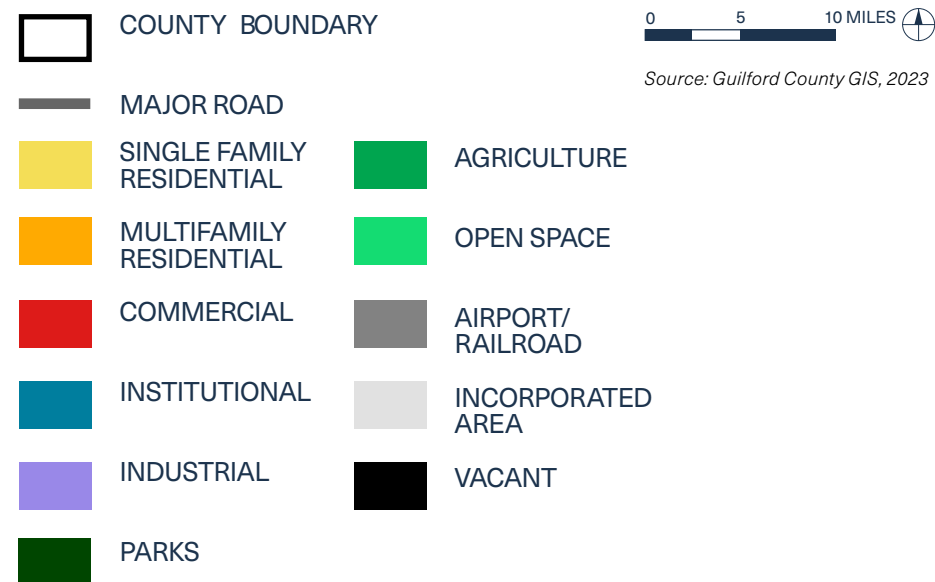 COUNTY BOUNDARY
MAJOR ROAD
SINGLE FAMILY
RESIDENTIAL
MULTIFAMILY
RESIDENTIAL
COMMERCIAL
INSTITUTIONAL
INDUSTRIAL
PARKS
AGRICULTURE
OPEN SPACE
AIRPORT/
RAILROAD
INCORPORATED
AREA
VACANT
0 5 10 MILES
Source: Guilford County GIS, 2023